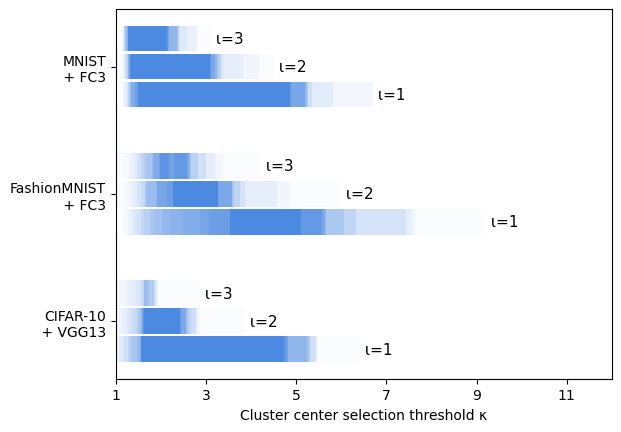 MNIST
+ FC3
ι=3
ι=2
ι=1
FashionMNIST
+ FC3
ι=3
ι=2
ι=1
CIFAR-10
+ VGG13
ι=3
ι=2
ι=1
1 3 5 7 9 11
Cluster center selection threshold κ